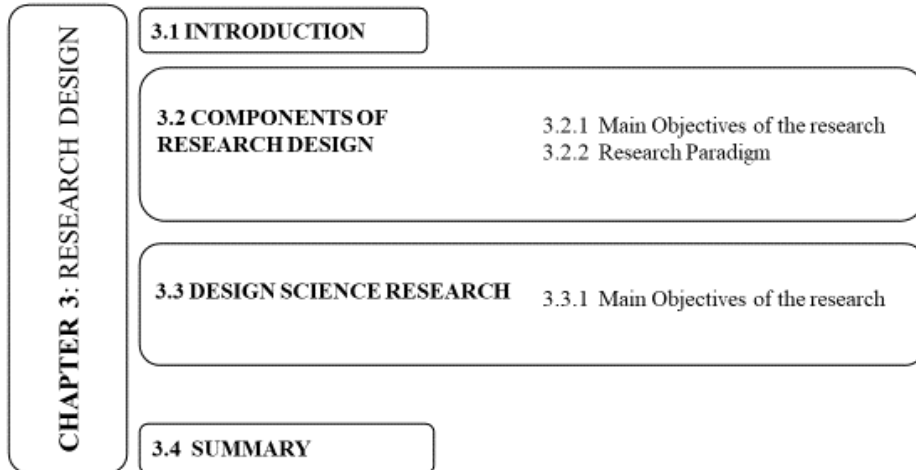 CHAPTER 3: RESEARCH DESIGN
3.1 INTRODUCTION
3.2 COMPONENTS OF
RESEARCH DESIGN
3.2.1 Main Objectives of the research
3.2.2 Research Paradigm
3.3 DESIGN SCIENCE RESEARCH
3.3.1 Main Objectives of the research
3.4 SUMMARY